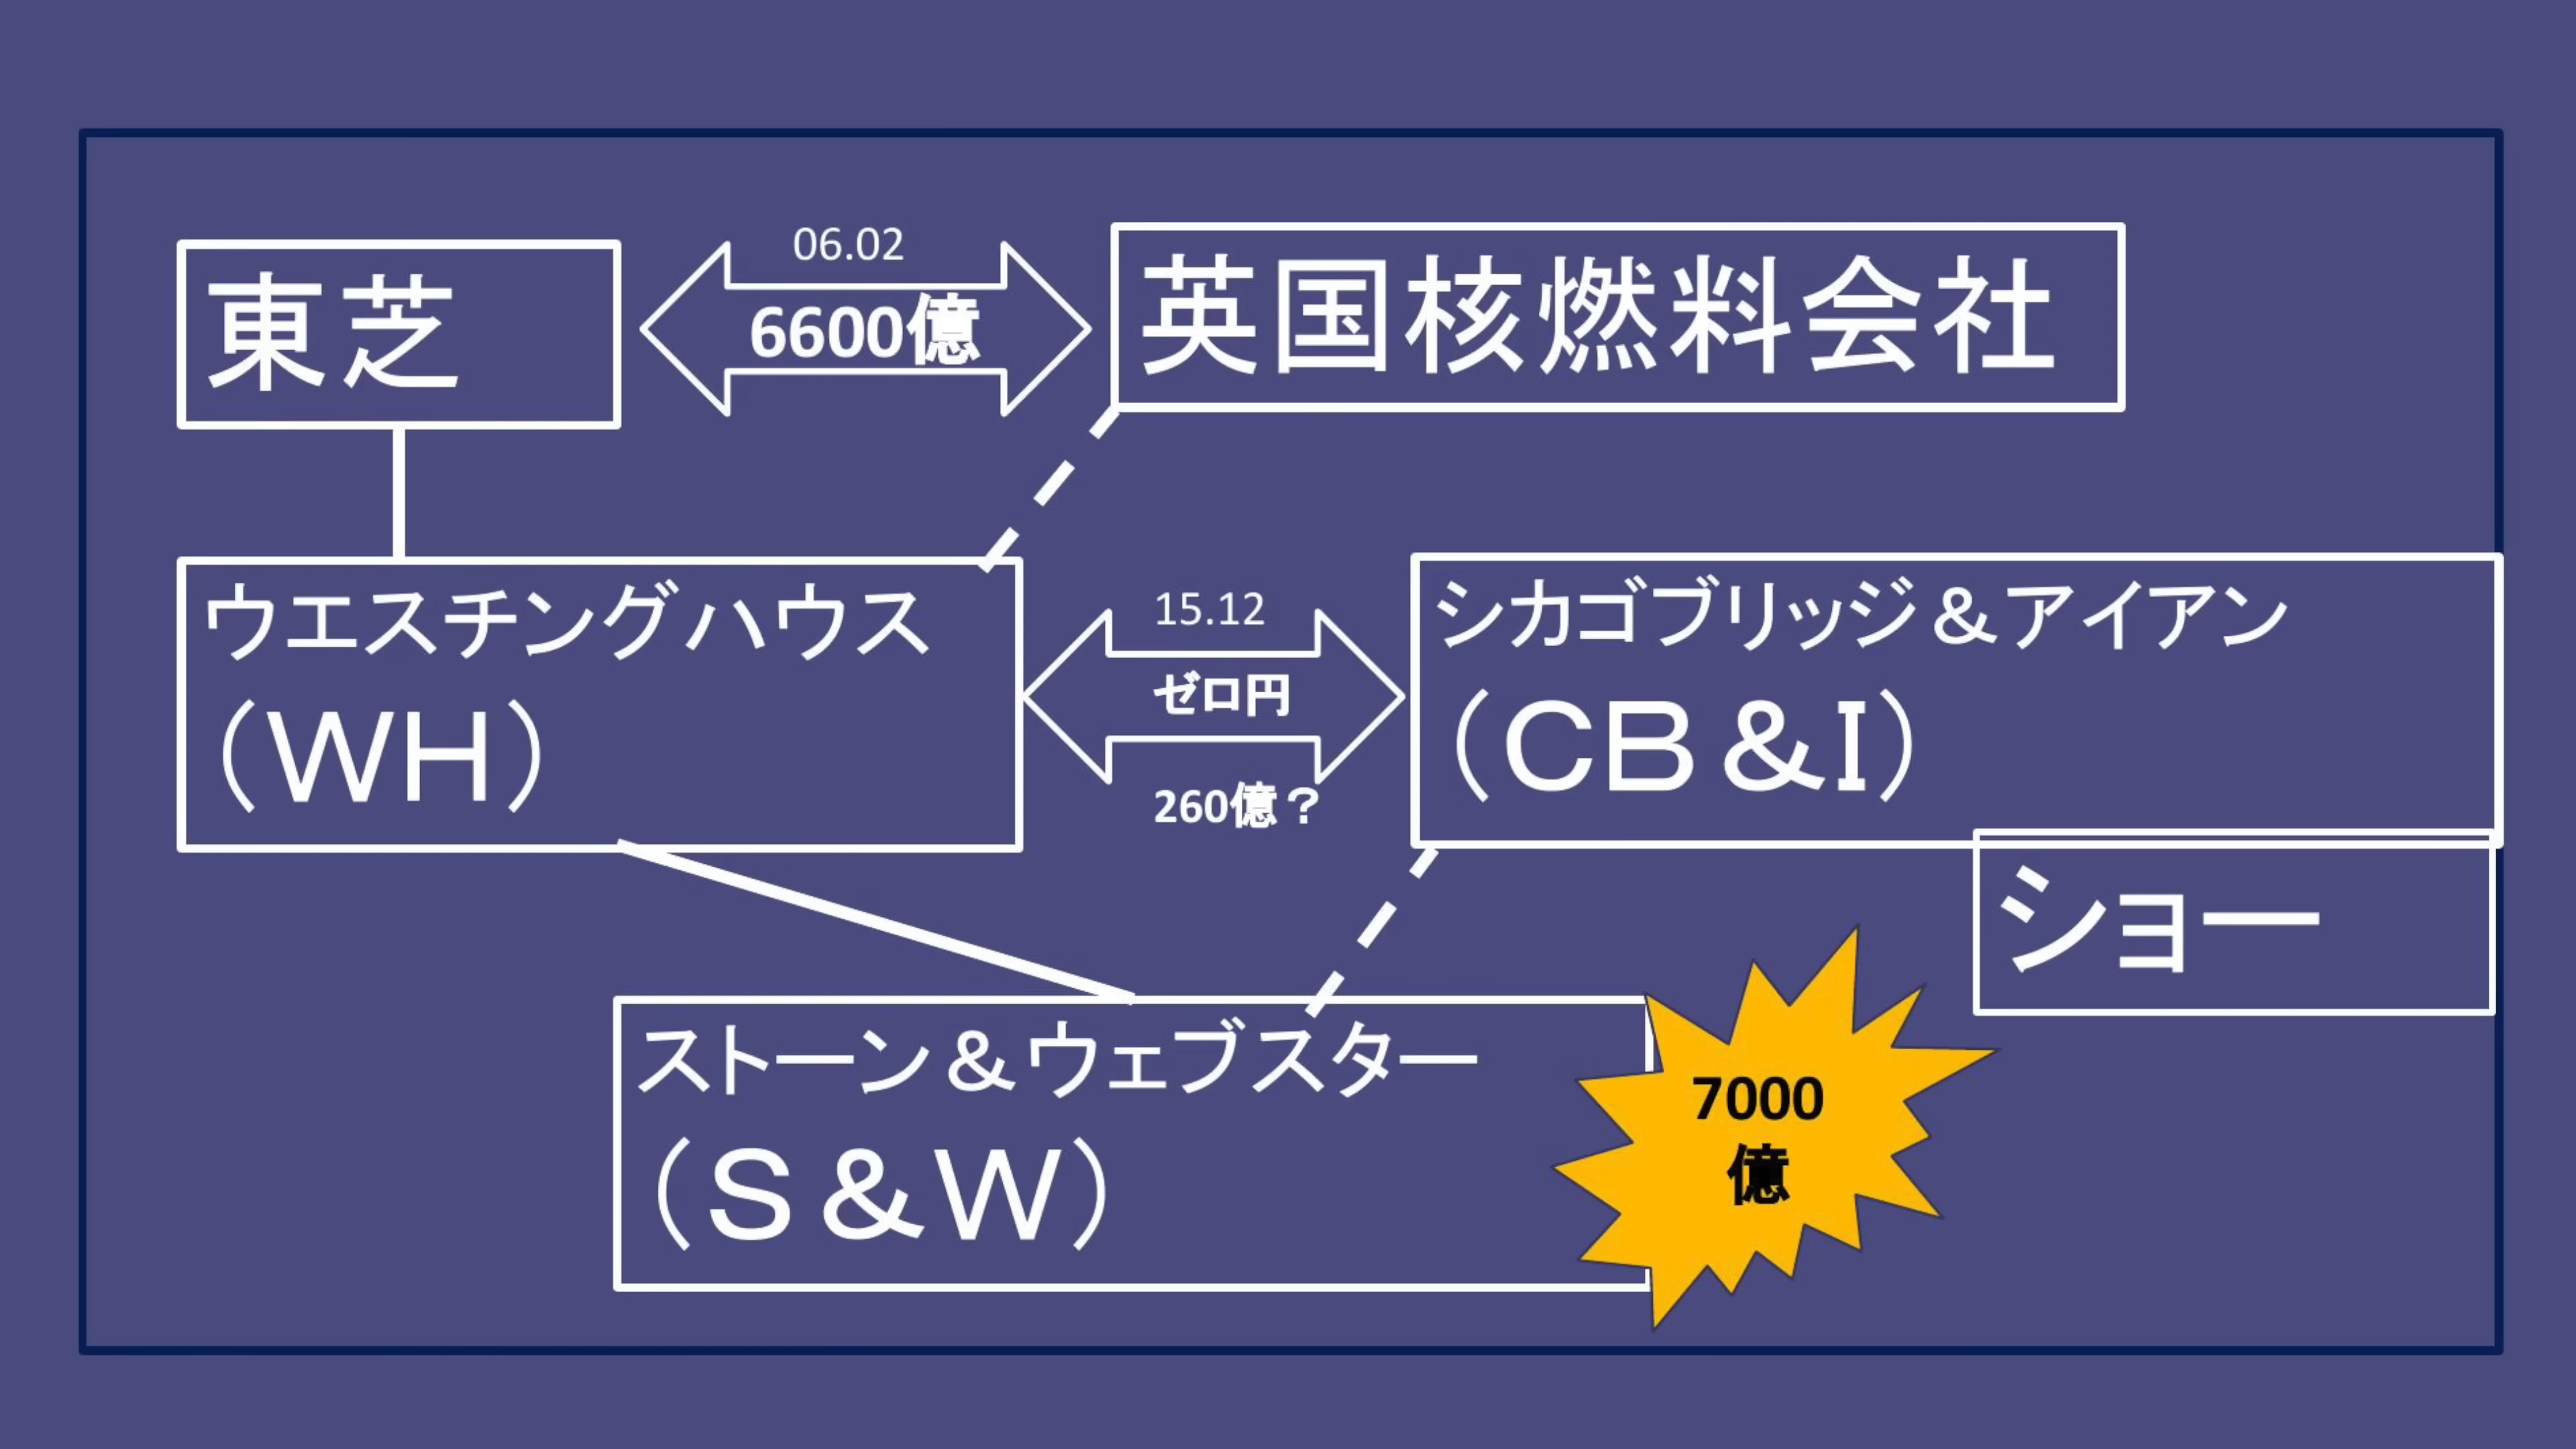 東芝
06.02
6600億
英国核燃料会社
ウエスチングハウス
（WH）
15.12
ゼロ円
260億？
シカゴブリッジ＆アイアン
（CB＆I）
ショー
ストーン＆ウェブスター
（S＆W）
7000
億